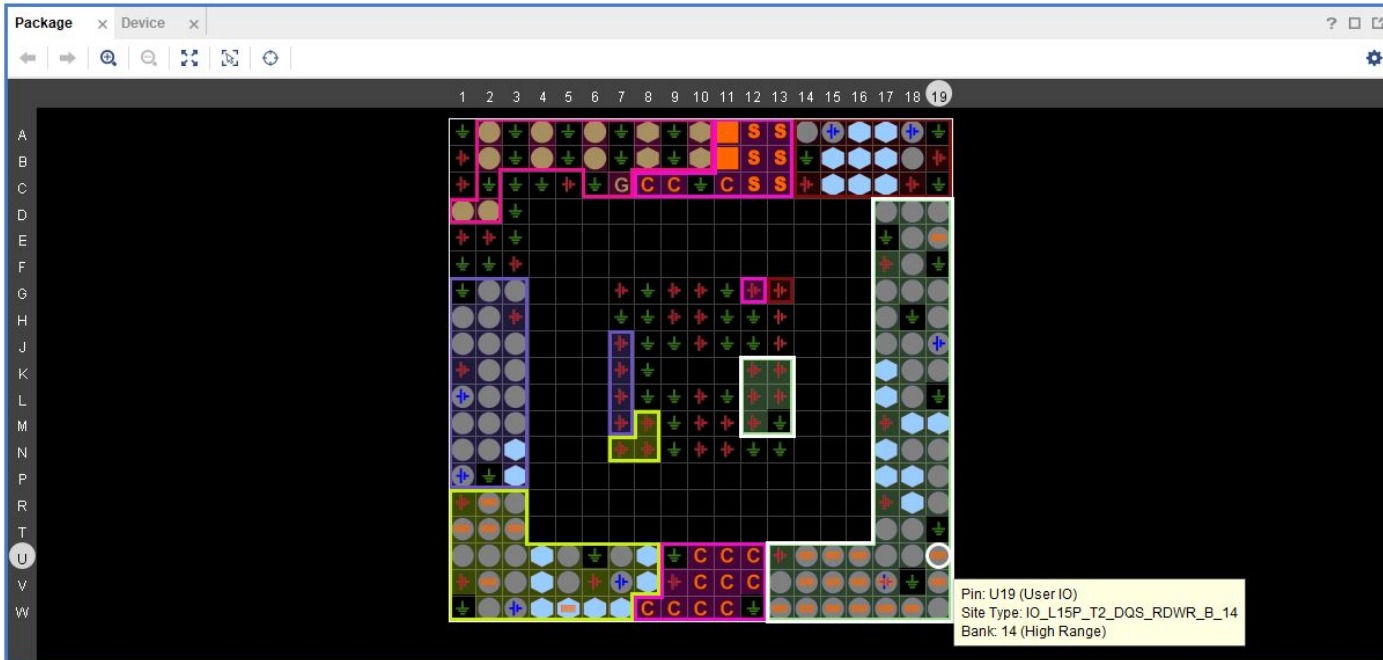 Package × Device × ?
1 2 3 4 5 6 7 8 9 10 11 12 13 14 15 16 17 18 19
A S S
B S S
C G C C C S S
D
E
F
G
H
J
K
L
M
N
P
R
T
U C C C
V C C C
W C C C C
Pin: U19 (User IO)
Site Type: IO_L15P_T2_DQS_RDWR_B_14
Bank: 14 (High Range)